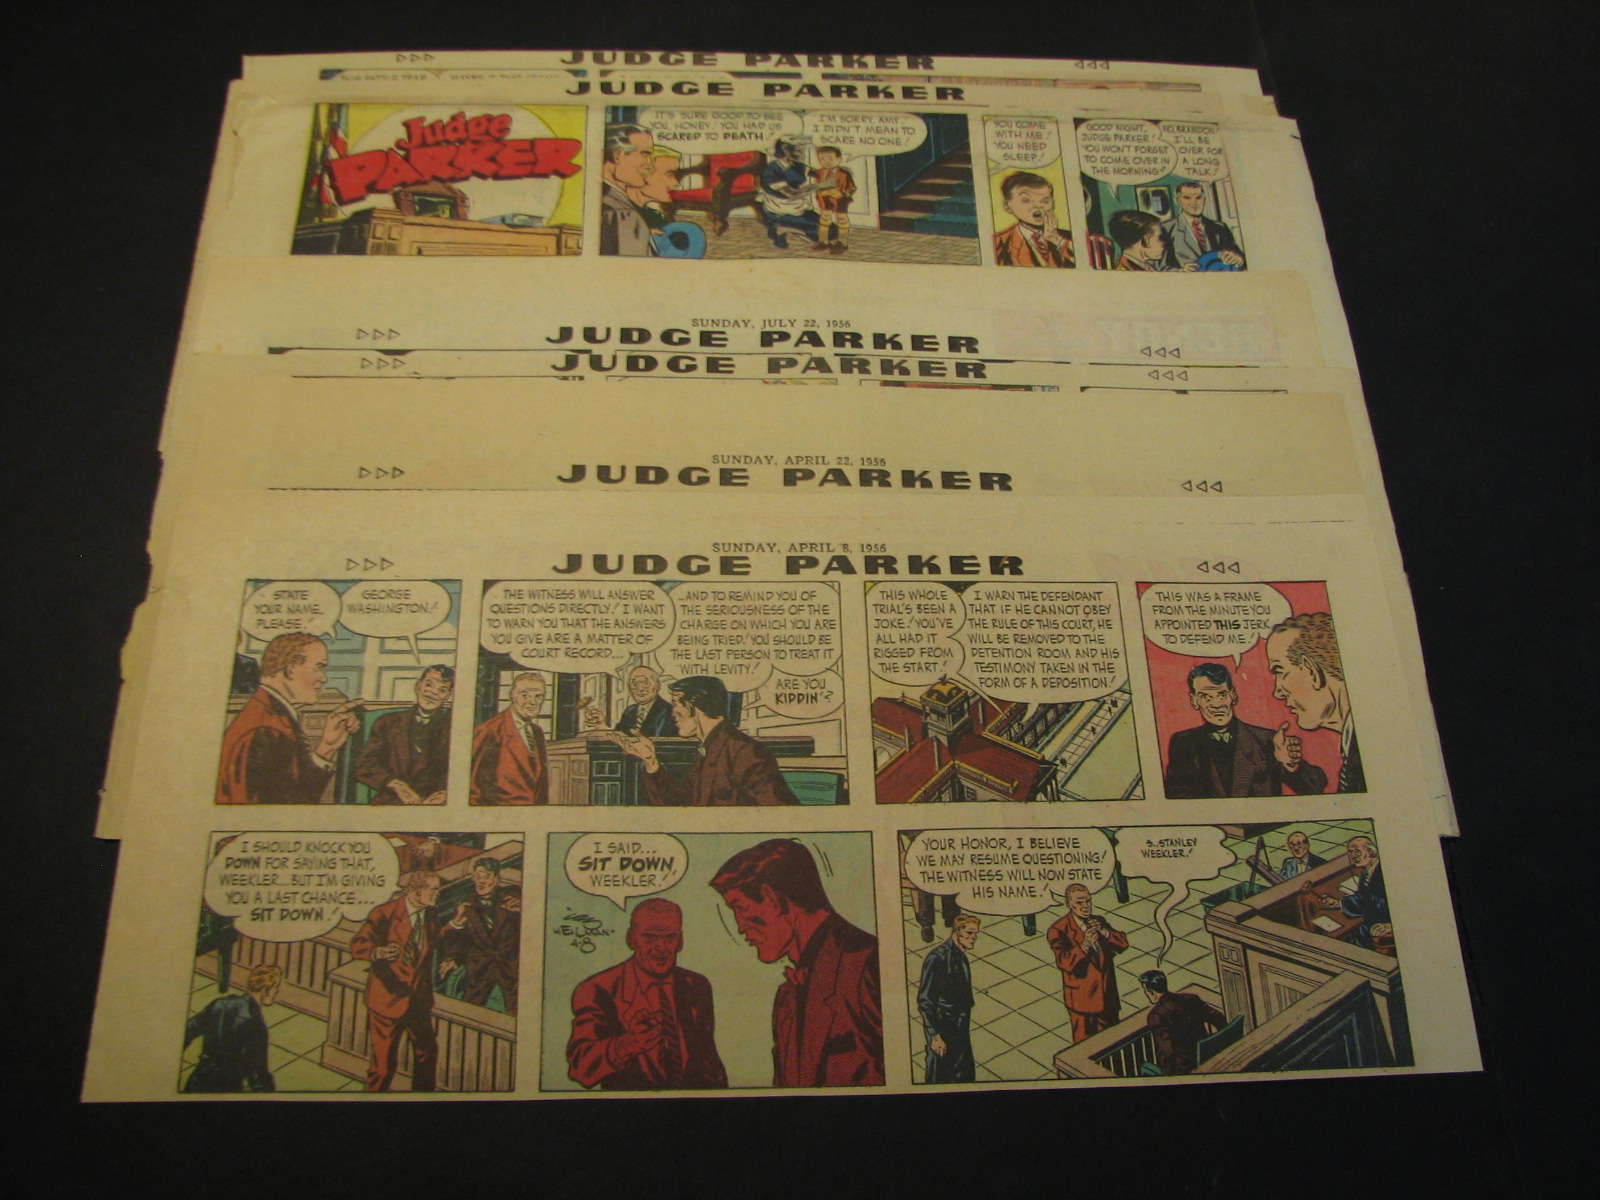 JUDGE PARKER
JUDGE PARKER
Judge
PARKER
IT'S SURE GOOD TO SEE
YOU, HONEY. YOU HAD US
SCARED TO DEATH!
I'M SORRY, AMY!
I DIDN'T MEAN TO
SCARE NO ONE!
YOU COME
WITH ME!
YOU NEED
SLEEP!
GOOD NIGHT,
JUDGE PARKER!
YOU WON'T FORGET
TO COME OVER IN
THE MORNING?
NO, BRANDON!
I'LL BE
OVER FOR
A LONG
TALK!
SUNDAY, JULY 22, 1956
JUDGE PARKER
JUDGE PARKER
SUNDAY, APRIL 22, 1956
JUDGE PARKER
SUNDAY, APRIL 8, 1956
JUDGE PARKER
STATE
YOUR NAME,
PLEASE!
GEORGE
WASHINGTON!
THE WITNESS WILL ANSWER
QUESTIONS DIRECTLY! I WANT
TO WARN YOU THAT THE ANSWERS
YOU GIVE ARE A MATTER OF
COURT RECORD...
...AND TO REMIND YOU OF
THE SERIOUSNESS OF THE
CHARGE ON WHICH YOU ARE
BEING TRIED! YOU SHOULD BE
THE LAST PERSON TO TREAT IT
WITH LEVITY!
ARE YOU
KIDDIN'?
THIS WHOLE
TRIAL'S BEEN A
JOKE! YOU'VE
ALL HAD IT
RIGGED FROM
THE START!
I WARN THE DEFENDANT
THAT IF HE CANNOT OBEY
THE RULE OF THIS COURT, HE
WILL BE REMOVED TO THE
DETENTION ROOM AND HIS
TESTIMONY TAKEN IN THE
FORM OF A DEPOSITION!
THIS WAS A FRAME
FROM THE MINUTE YOU
APPOINTED THIS JERK
TO DEFEND ME!
I SHOULD KNOCK YOU
DOWN FOR SAYING THAT,
WEEKLER...BUT I'M GIVING
YOU A LAST CHANCE...
SIT DOWN!
I SAID...
SIT DOWN,
WEEKLER!
4-8
YOUR HONOR, I BELIEVE
WE MAY RESUME QUESTIONING!
THE WITNESS WILL NOW STATE
HIS NAME!
S..STANLEY
WEEKLER!